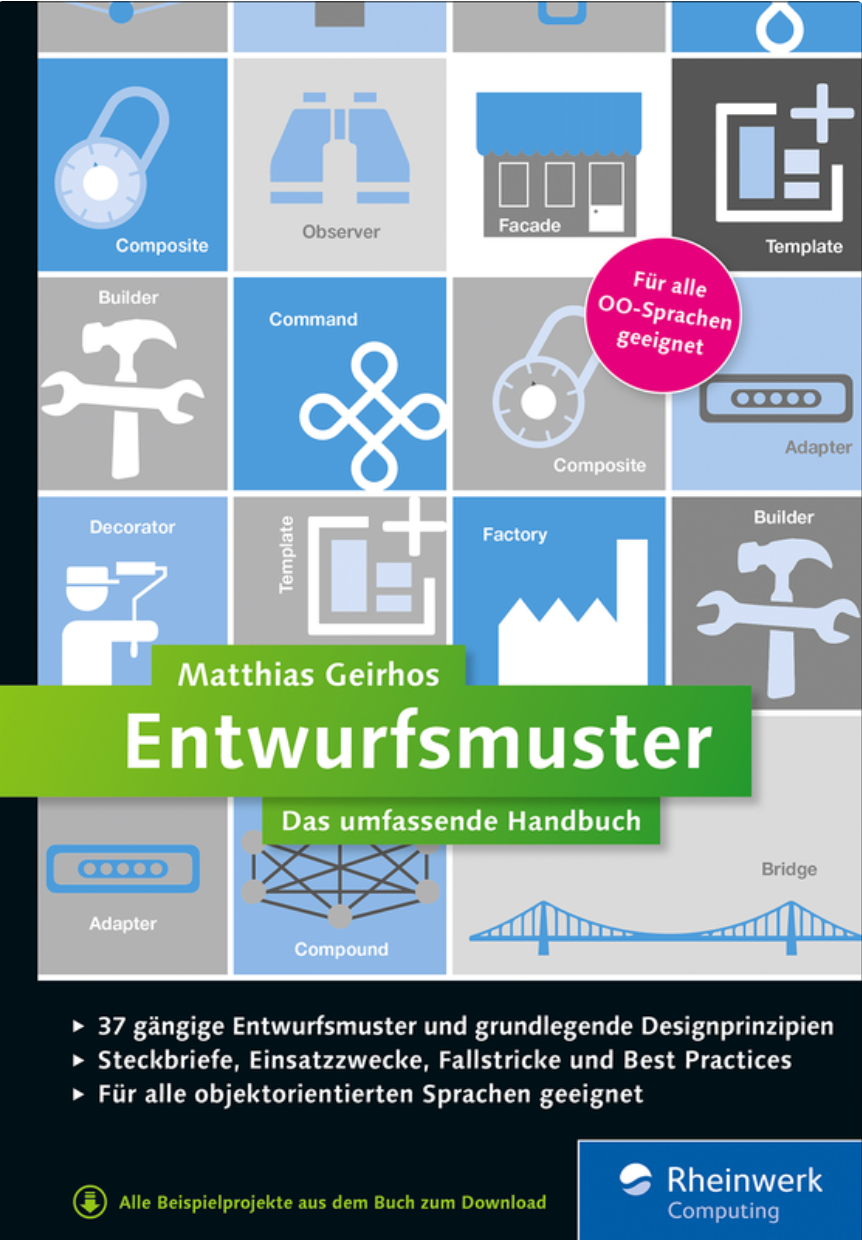 Composite
Observer
Facade
Template
Für alle
OO-Sprachen
geeignet
Builder
Command
Composite
Adapter
Decorator
Template
Factory
Builder
Matthias Geirhos
Entwurfsmuster
Das umfassende Handbuch
Adapter
Compound
Bridge
▸ 37 gängige Entwurfsmuster und grundlegende Designprinzipien
▸ Steckbriefe, Einsatzzwecke, Fallstricke und Best Practices
▸ Für alle objektorientierten Sprachen geeignet
Alle Beispielprojekte aus dem Buch zum Download
Rheinwerk
Computing